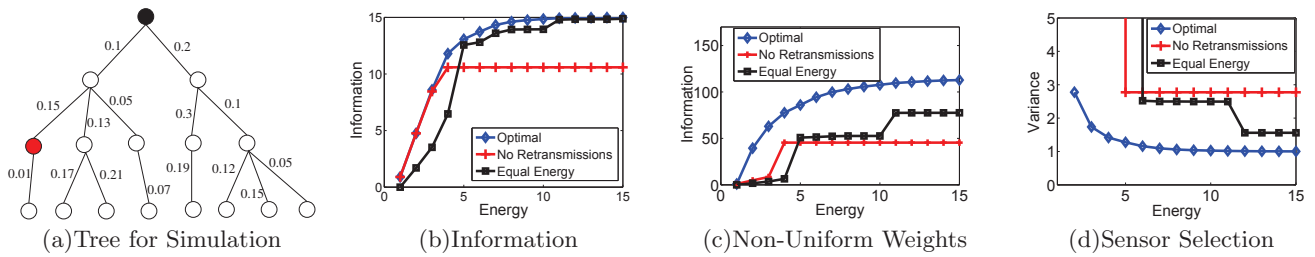 0.1
0.2
0.15
0.05
0.13
0.3
0.1
0.01
0.17
0.21
0.07
0.19
0.12
0.15
0.05
(a)Tree for Simulation
15
10
5
0
0
5
10
15
Information
Energy
Optimal
No Retransmissions
Equal Energy
(b)Information
150
100
50
0
0
5
10
15
Information
Energy
Optimal
No Retransmissions
Equal Energy
(c)Non-Uniform Weights
5
4
3
2
1
0
0
5
10
15
Variance
Energy
Optimal
No Retransmissions
Equal Energy
(d)Sensor Selection